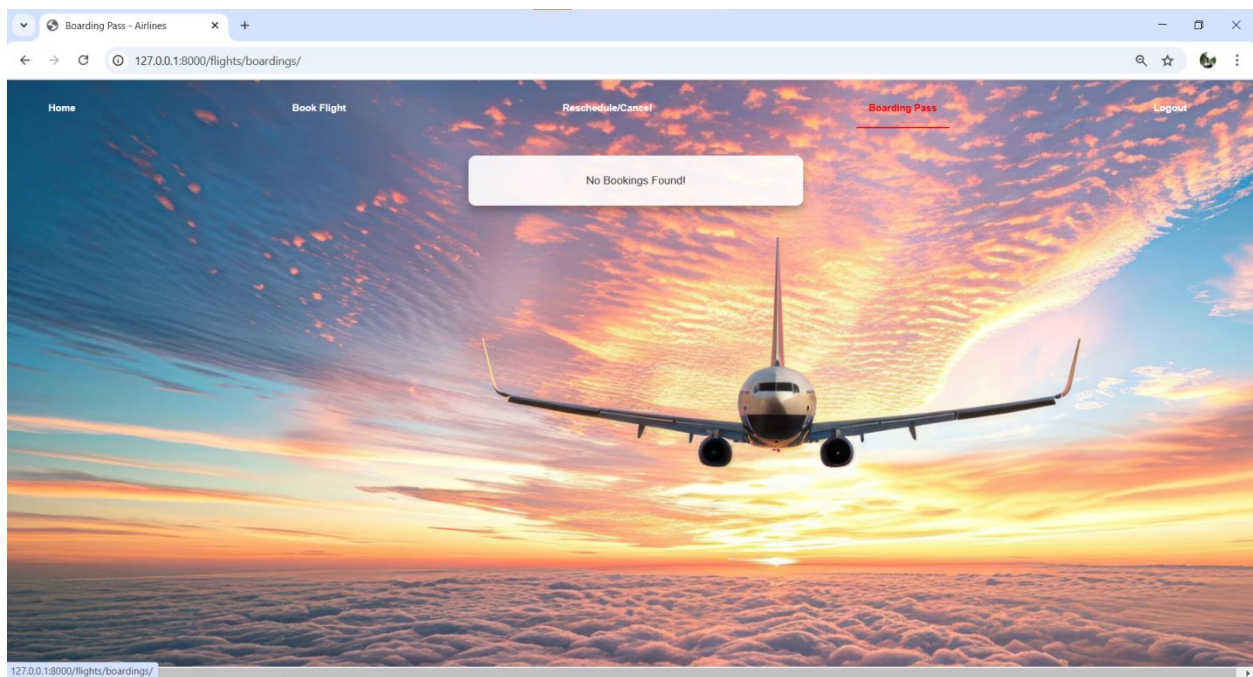 Boarding Pass - Airlines
127.0.0.1:8000/flights/boardings/
Home Book Flight Reschedule/Cancel Boarding Pass Logout
No Bookings Found!
127.0.0.1:8000/flights/boardings/